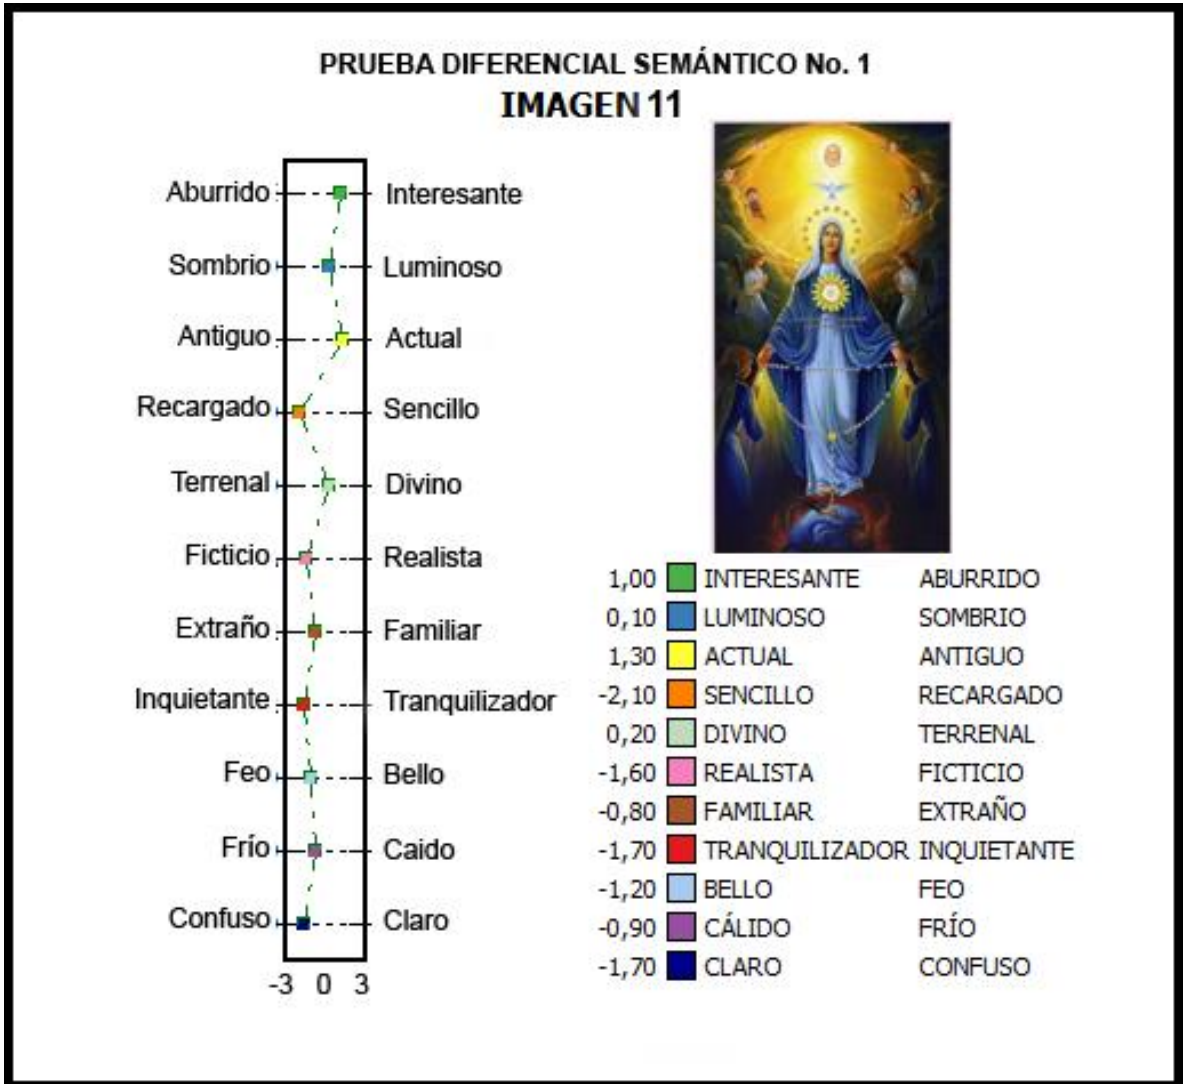 PRUEBA DIFERENCIAL SEMÁNTICO No. 1
IMAGEN 11
Aburrido Interesante
Sombrio Luminoso
Antiguo Actual
Recargado Sencillo
Terrenal Divino
Ficticio Realista
Extraño Familiar
Inquietante Tranquilizador
Feo Bello
Frío Caido
Confuso Claro
-3 0 3
1,00 INTERESANTE ABURRIDO
0,10 LUMINOSO SOMBRIO
1,30 ACTUAL ANTIGUO
-2,10 SENCILLO RECARGADO
0,20 DIVINO TERRENAL
-1,60 REALISTA FICTICIO
-0,80 FAMILIAR EXTRAÑO
-1,70 TRANQUILIZADOR INQUIETANTE
-1,20 BELLO FEO
-0,90 CÁLIDO FRÍO
-1,70 CLARO CONFUSO